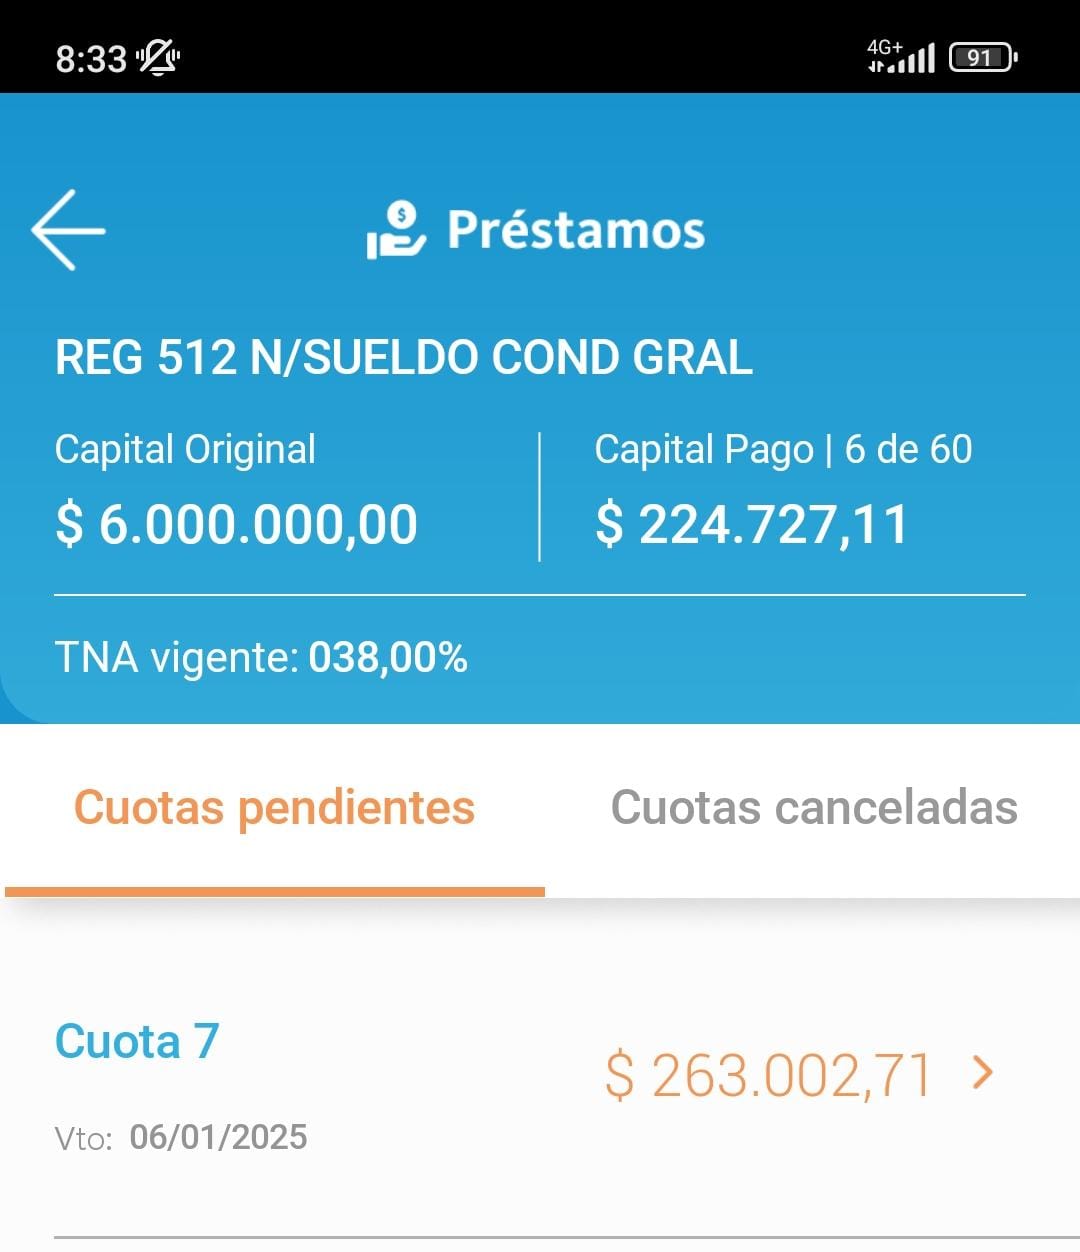 8:33 4G+ 91
$ Préstamos
REG 512 N/SUELDO COND GRAL
Capital Original
$ 6.000.000,00
Capital Pago | 6 de 60
$ 224.727,11
TNA vigente: 038,00%
Cuotas pendientes
Cuotas canceladas
Cuota 7
$ 263.002,71
Vto: 06/01/2025